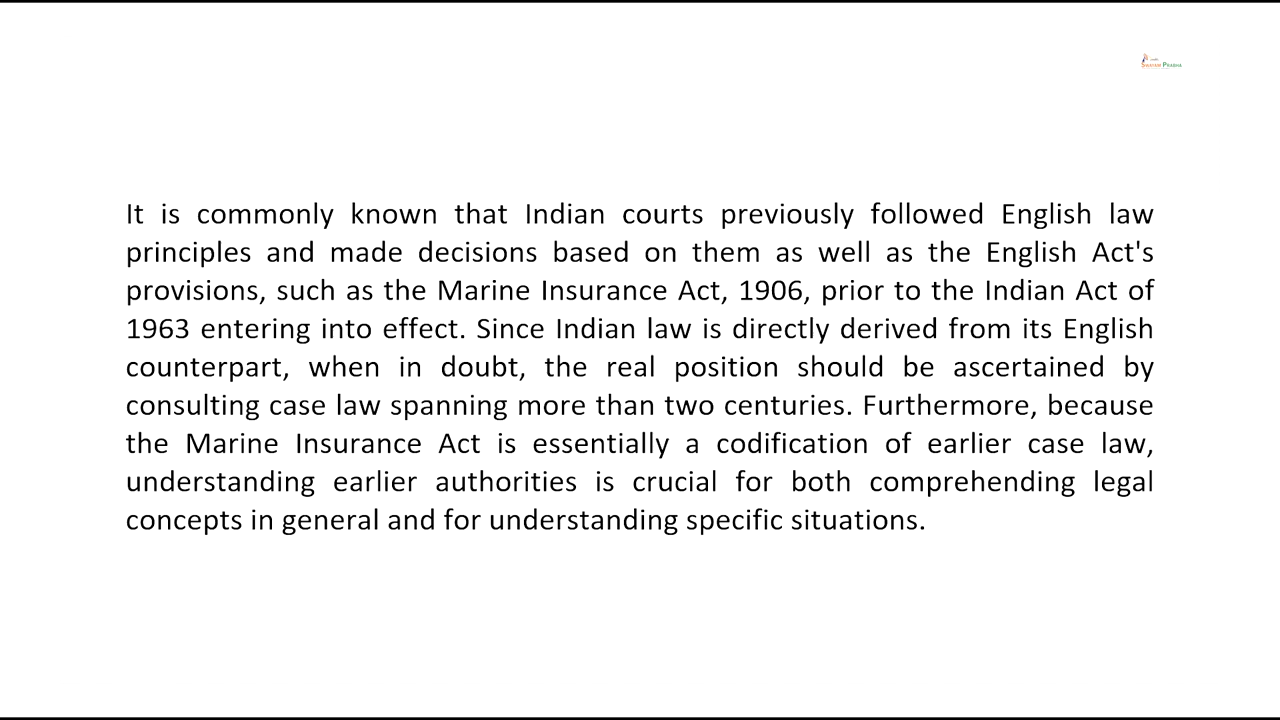 SWAYAM PRABHA
It is commonly known that Indian courts previously followed English law
principles and made decisions based on them as well as the English Act's
provisions, such as the Marine Insurance Act, 1906, prior to the Indian Act of
1963 entering into effect. Since Indian law is directly derived from its English
counterpart, when in doubt, the real position should be ascertained by
consulting case law spanning more than two centuries. Furthermore, because
the Marine Insurance Act is essentially a codification of earlier case law,
understanding earlier authorities is crucial for both comprehending legal
concepts in general and for understanding specific situations.